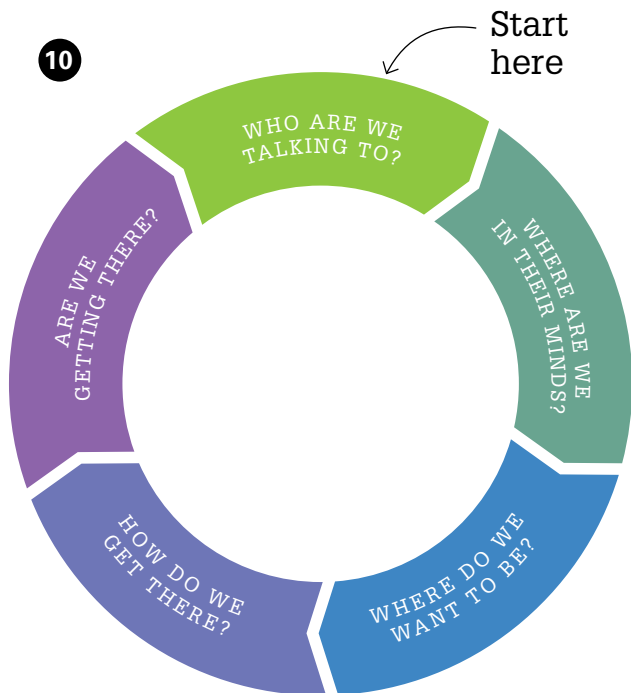 10
Start
here
WHO ARE WE
TALKING TO?
WHERE ARE WE
IN THEIR MINDS?
WHERE DO WE
WANT TO BE?
HOW DO WE
GET THERE?
ARE WE
GETTING THERE?